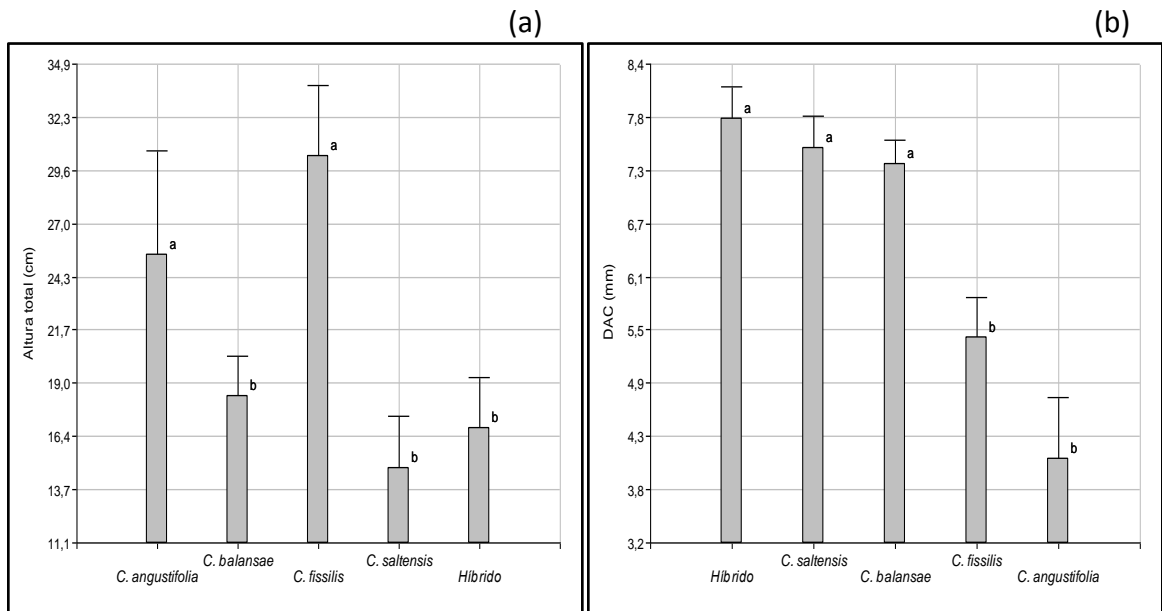 (a)
34,9
32,3
29,6
27,0
24,3
21,7
19,0
16,4
13,7
11,1
Altura total (cm)
a
b
a
b
b
C. angustifolia
C. balansae
C. fissilis
C. saltensis
HIbrido
(b)
8,4
7,8
7,3
6,7
6,1
5,5
4,9
4,3
3,8
3,2
DAC (mm)
a
a
a
b
b
HIbrido
C. saltensis
C. balansae
C. fissilis
C. angustifolia